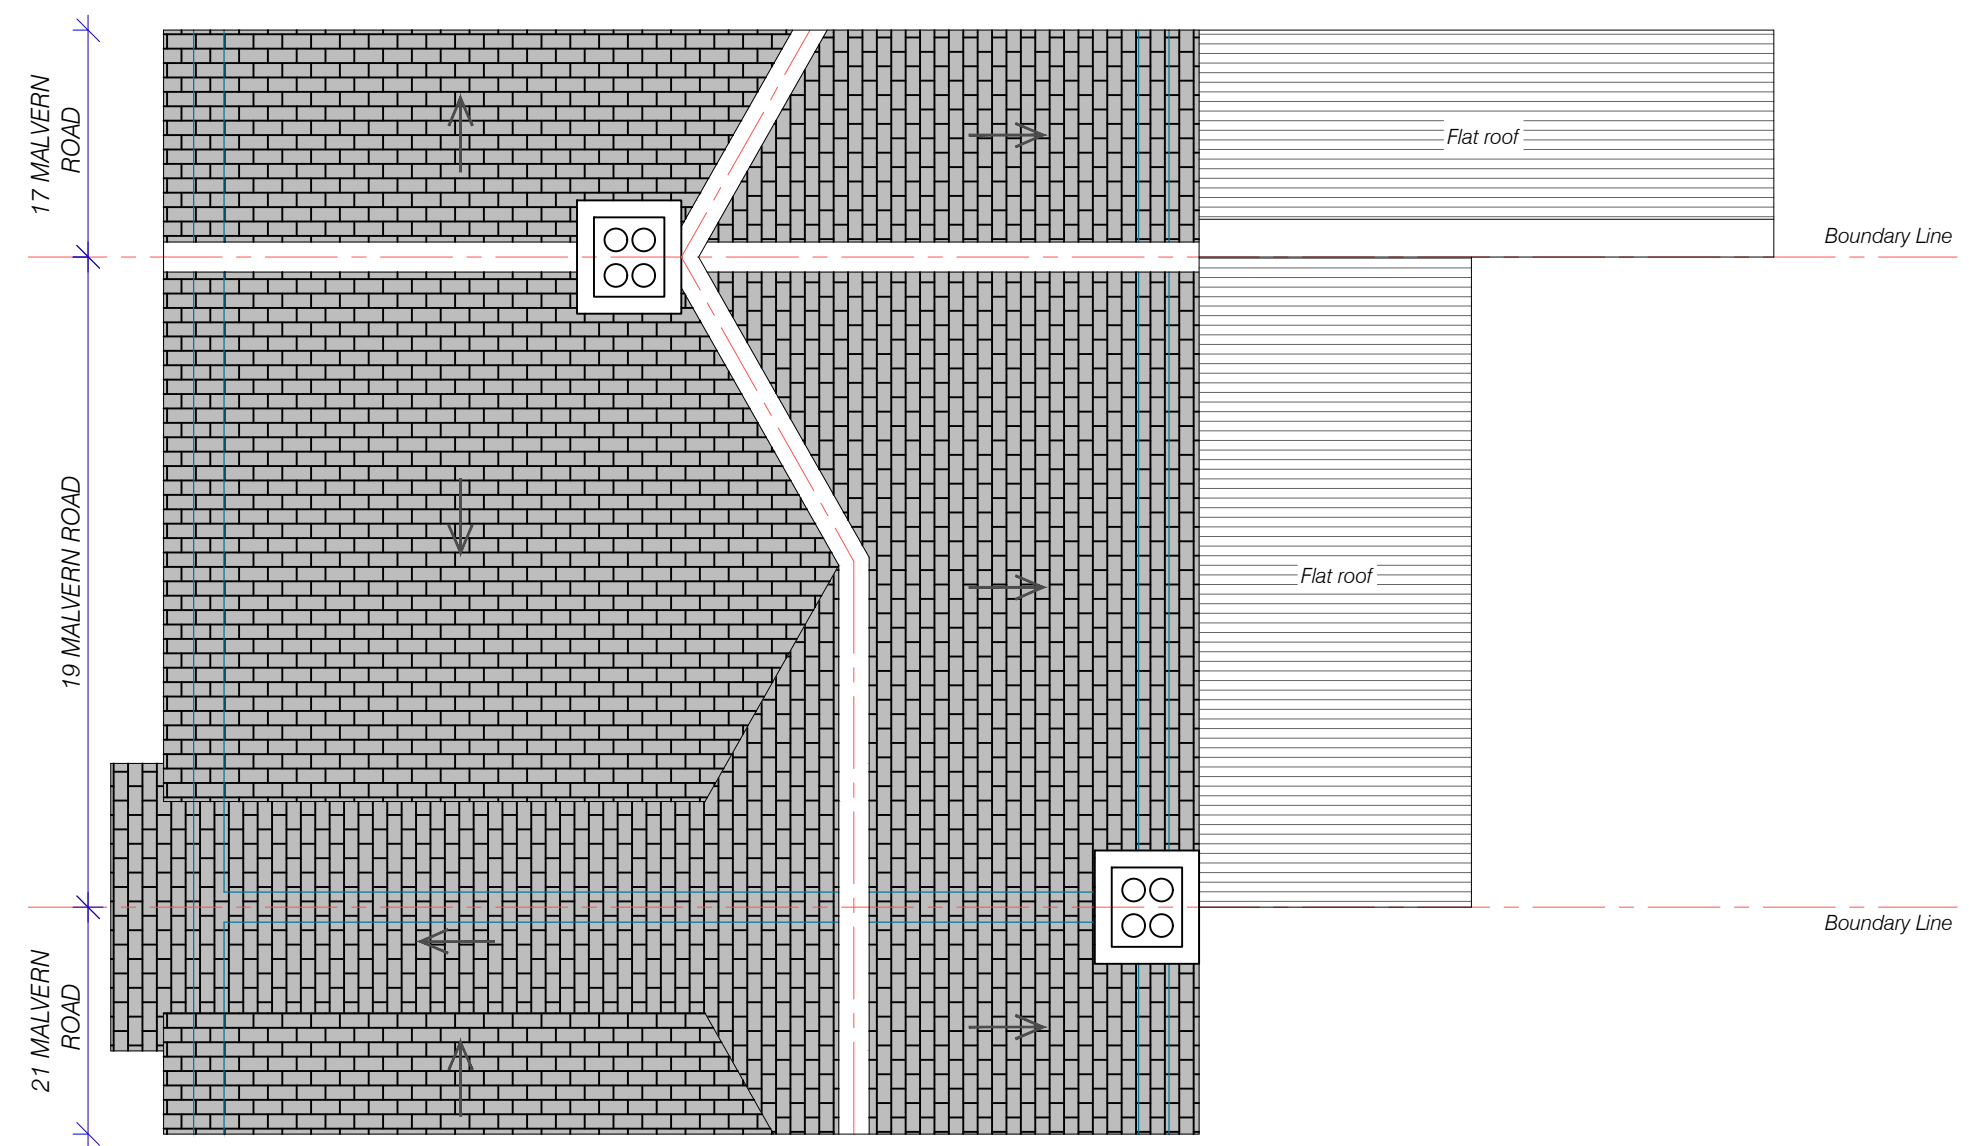 17 MALVERN
ROAD
Flat roof
Boundary Line
19 MALVERN ROAD
Flat roof
Boundary Line
21 MALVERN
ROAD